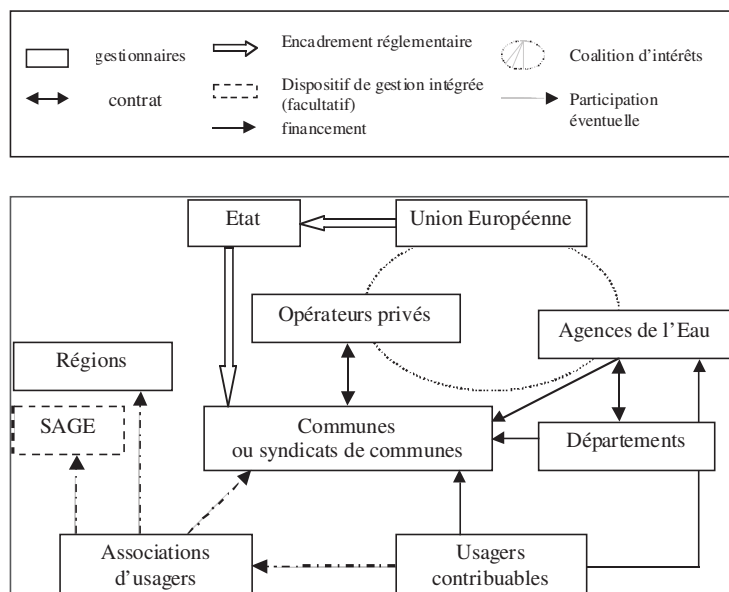 gestionnaires
Encadrement réglementaire
Coalition d'intérêts
contrat
Dispositif de gestion intégrée
(facultatif)
financement
Participation
éventuelle
Etat
Union Européenne
Opérateurs privés
Agences de l'Eau
Régions
SAGE
Communes
ou syndicats de communes
Départements
Associations
d'usagers
Usagers
contribuables